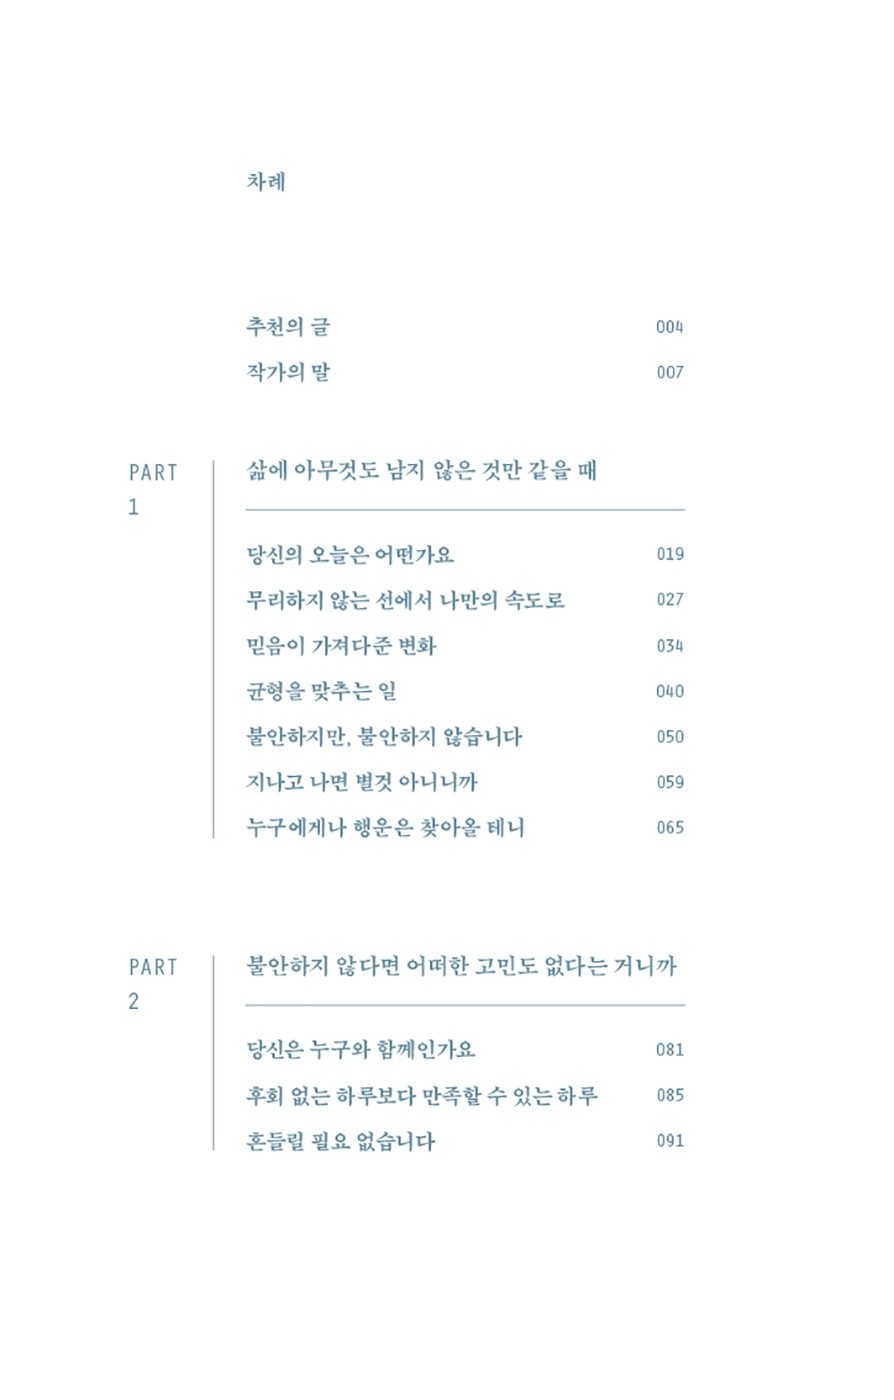 차례
추천의 글 004
작가의 말 007
PART 1
삶에 아무것도 남지 않은 것만 같을 때
당신의 오늘은 어떤가요 019
무리하지 않는 선에서 나만의 속도로 027
믿음이 가져다준 변화 034
균형을 맞추는 일 040
불안하지만, 불안하지 않습니다 050
지나고 나면 별것 아니니까 059
누구에게나 행운은 찾아올 테니 065
PART 2
불안하지 않다면 어떠한 고민도 없다는 거니까
당신은 누구와 함께인가요 081
후회 없는 하루보다 만족할 수 있는 하루 085
흔들릴 필요 없습니다 091